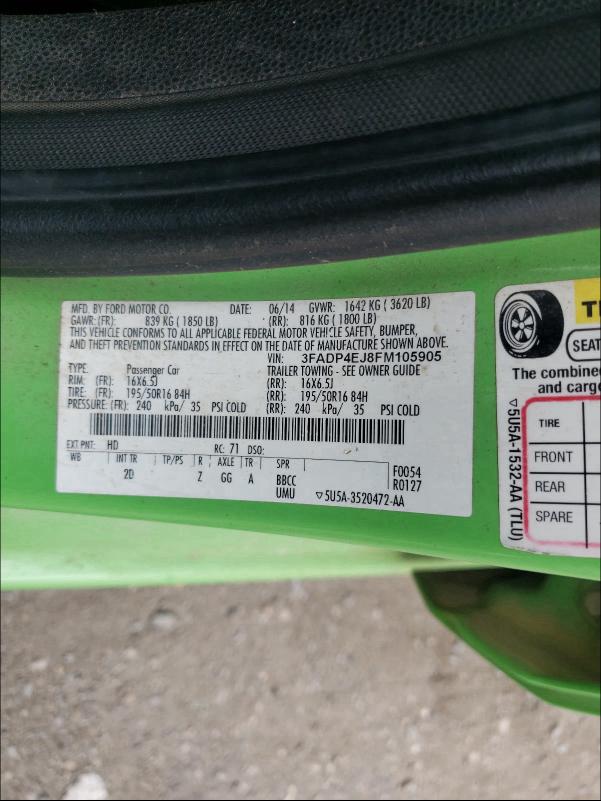 MFD. BY FORD MOTOR CO. DATE: 06/14 GVWR: 1642 KG ( 3620 LB)
GAWR: (FR): 839 KG ( 1850 LB) (RR): 816 KG ( 1800 LB)
THIS VEHICLE CONFORMS TO ALL APPLICABLE FEDERAL MOTOR VEHICLE SAFETY, BUMPER,
AND THEFT PREVENTION STANDARDS IN EFFECT ON THE DATE OF MANUFACTURE SHOWN ABOVE.
VIN: 3FADP4EJ8FM105905
TYPE: Passenger Car TRAILER TOWING - SEE OWNER GUIDE
RIM: (FR): 16X6.5J (RR): 16X6.5J
TIRE: (FR): 195/50R16 84H (RR): 195/50R16 84H
PRESSURE: (FR): 240 kPa/ 35 PSI COLD (RR): 240 kPa/ 35 PSI COLD
EXT PNT: HD RC: 71 DSO:
WB INT TR TP/PS R AXLE TR SPR F0054
2D Z GG A BBCC R0127
UMU ▽5U5A-3520472-AA
SEAT
The combined
and cargo
▽5U5A-1532-AA (TLU)
TIRE
FRONT
REAR
SPARE